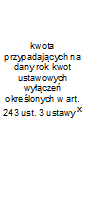 kwota
przypadających na
dany rok kwot
ustawowych
wyłączeń
określonych w art.
243 ust. 3 ustawy x